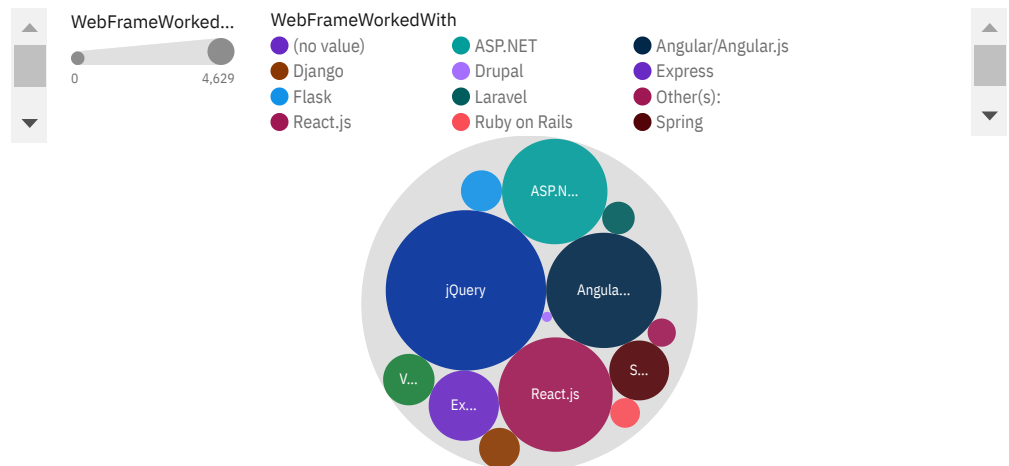 WebFrameWorked...
0 4,629
WebFrameWorkedWith
(no value) ASP.NET Angular/Angular.js
Django Drupal Express
Flask Laravel Other(s):
React.js Ruby on Rails Spring
ASP.N...
jQuery Angula...
V... Ex... React.js S...